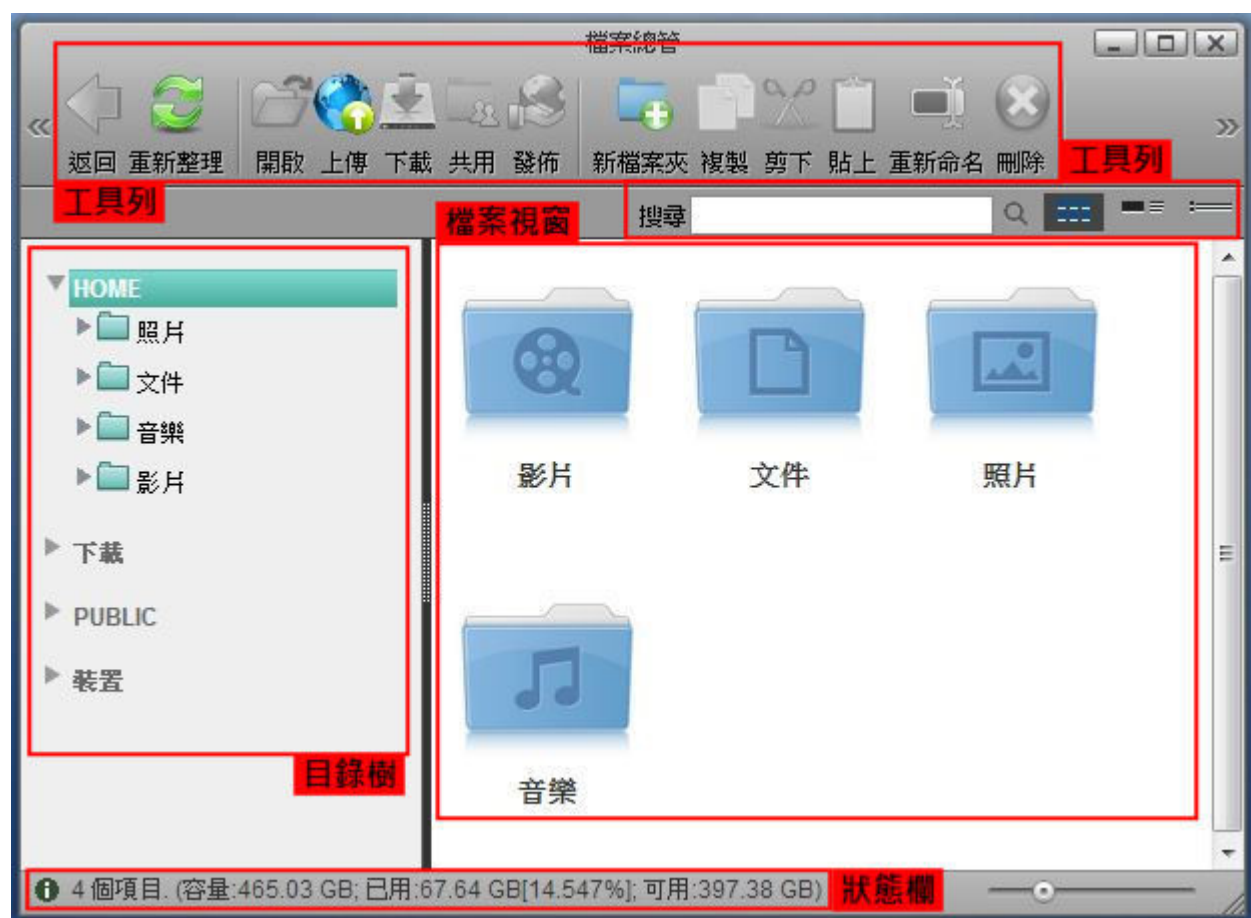 檔案總管
返回 重新整理 開啟 上傳 下載 共用 發佈 新檔案夾 複製 剪下 貼上 重新命名 刪除
工具列
工具列
檔案視窗
搜尋
HOME
照片
文件
音樂
影片
下載
PUBLIC
裝置
目錄樹
影片 文件 照片
音樂
4 個項目. (容量:465.03 GB; 已用:67.64 GB[14.547%]; 可用:397.38 GB)
狀態欄